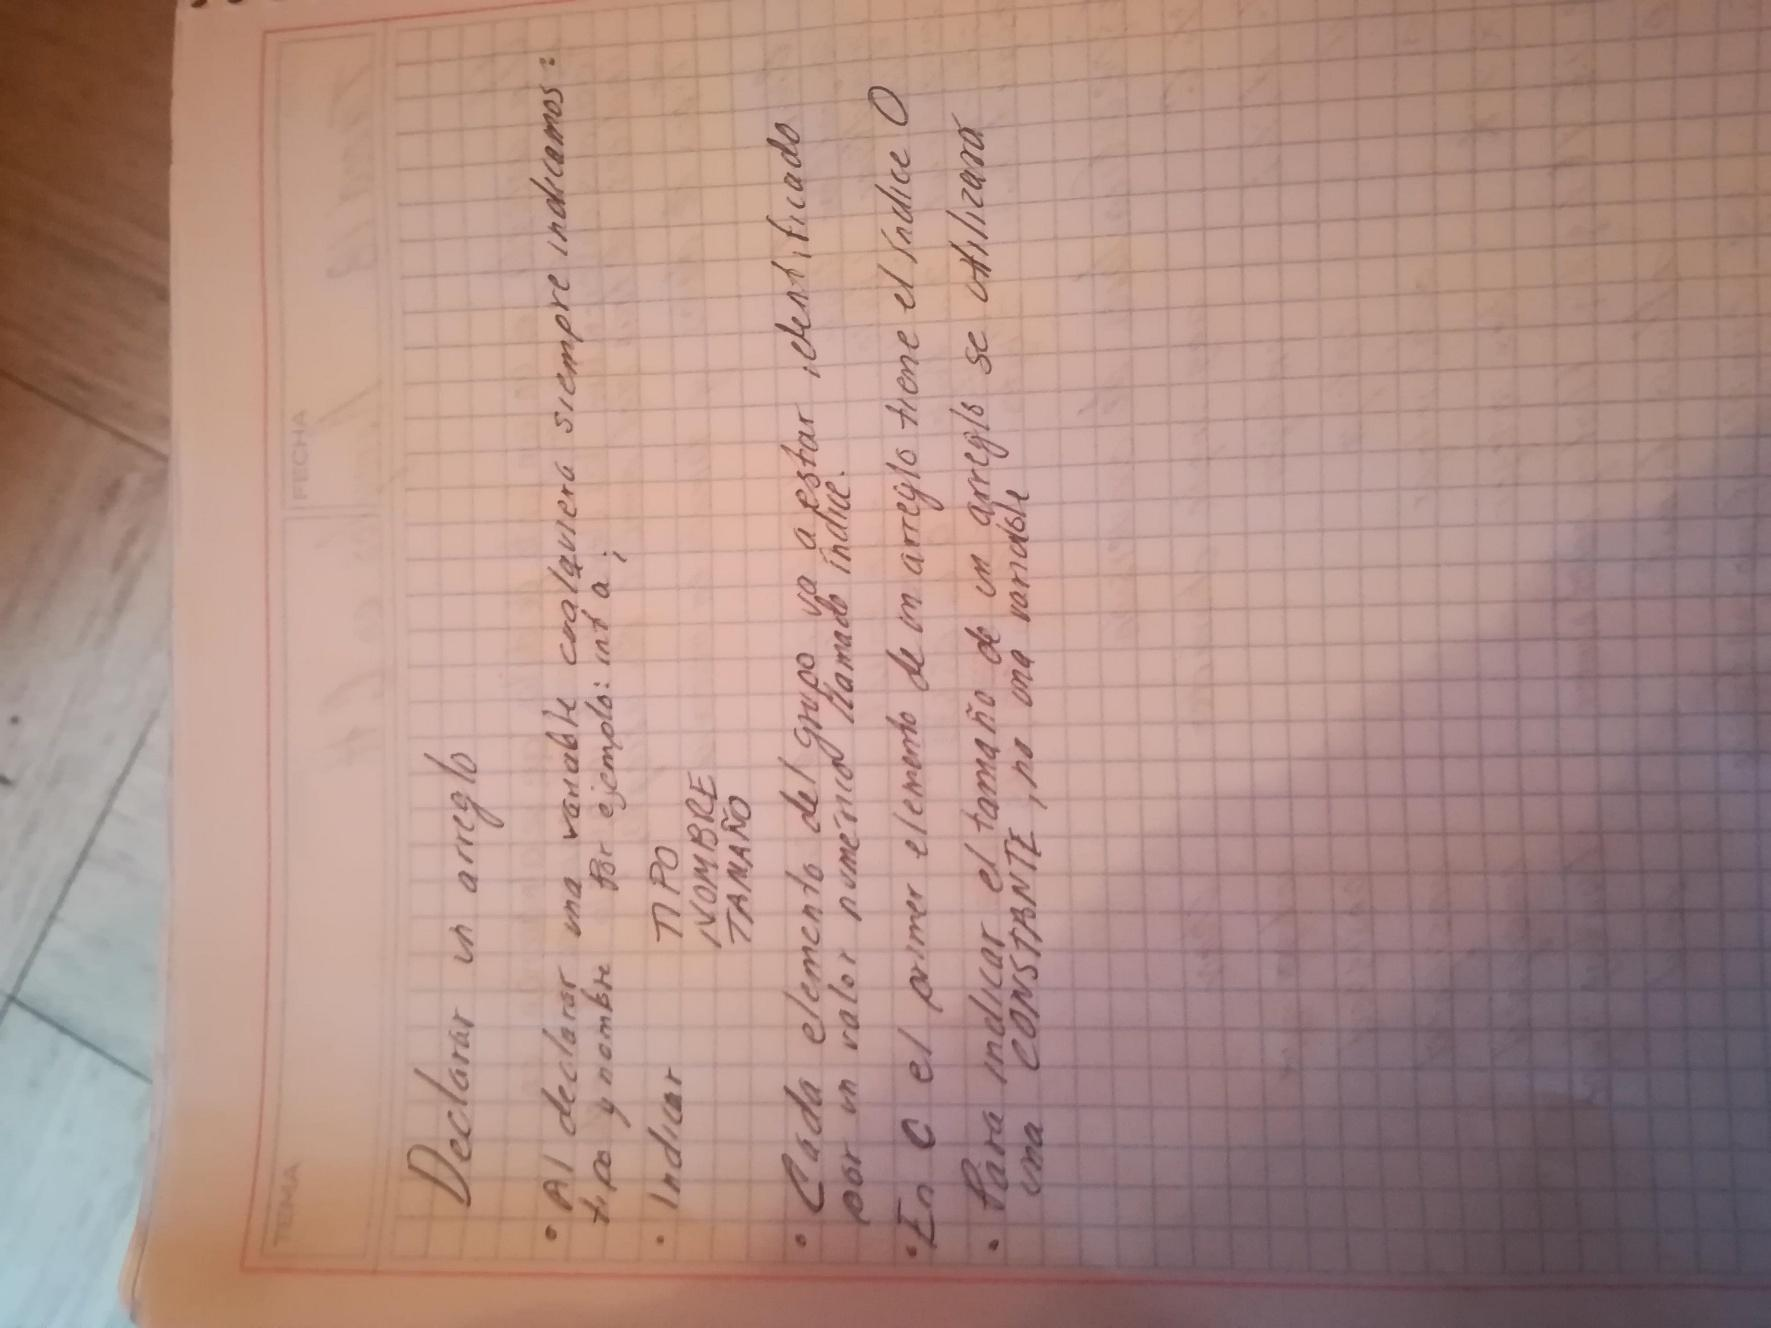 TEMA
FECHA
Declarar un arreglo
• Al declarar una variable cualquiera siempre indicamos:
tipo y nombre por ejemplo: int a;
• Indicar TIPO
NOMBRE
TAMAÑO
• Cada elemento del grupo va a estar identificado
por un valor numérico llamado índice.
• En C el primer elemento de un arreglo tiene el índice 0
• Para indicar el tamaño de un arreglo se utilizará
una CONSTANTE, no una variable